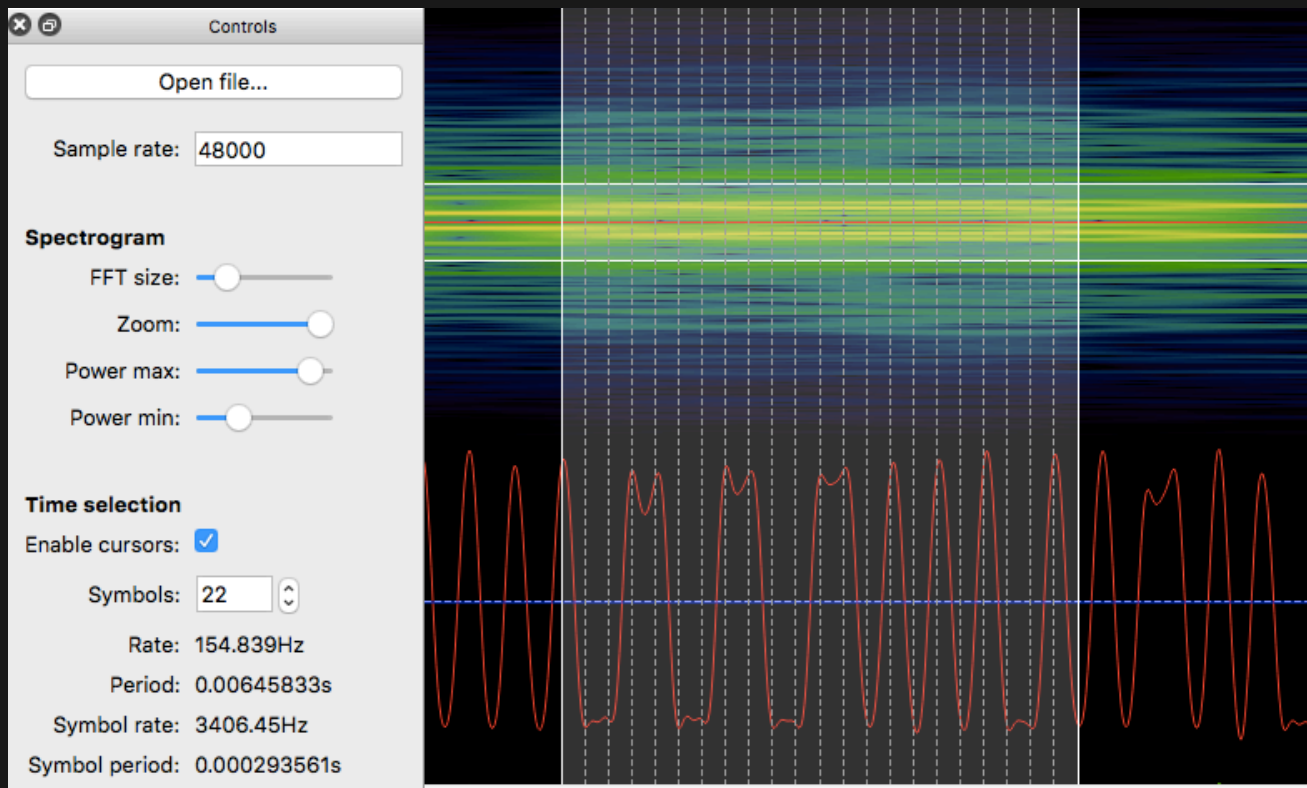 Controls
Open file...
Sample rate: 48000
Spectrogram
FFT size:
Zoom:
Power max:
Power min:
Time selection
Enable cursors:
Symbols: 22
Rate: 154.839Hz
Period: 0.00645833s
Symbol rate: 3406.45Hz
Symbol period: 0.000293561s